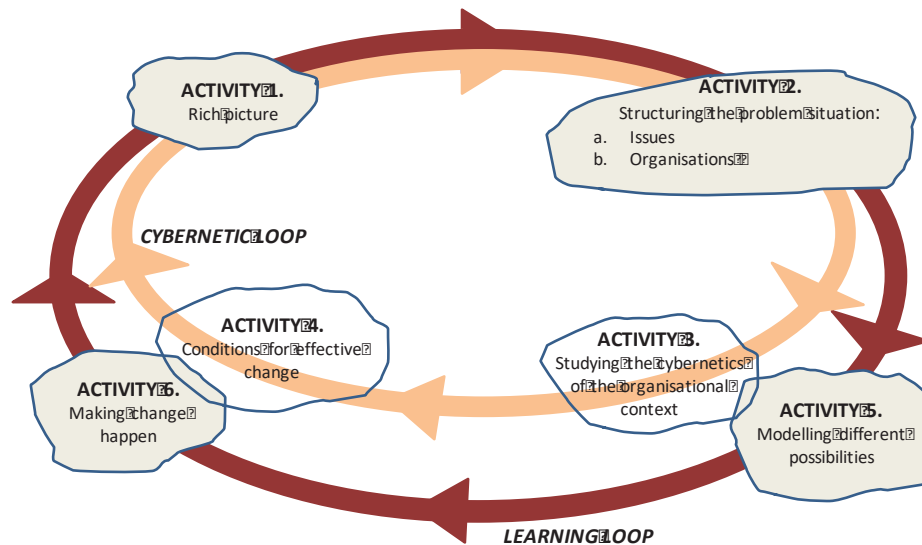 ACTIVITY 1.
Rich picture
ACTIVITY 2.
Structuring the problem situation:
a. Issues
b. Organisations
CYBERNETIC LOOP
ACTIVITY 4.
Conditions for effective
change
ACTIVITY 3.
Studying the cybernetics
of the organisational
context
ACTIVITY 6.
Making change
happen
ACTIVITY 5.
Modelling different
possibilities
LEARNING LOOP